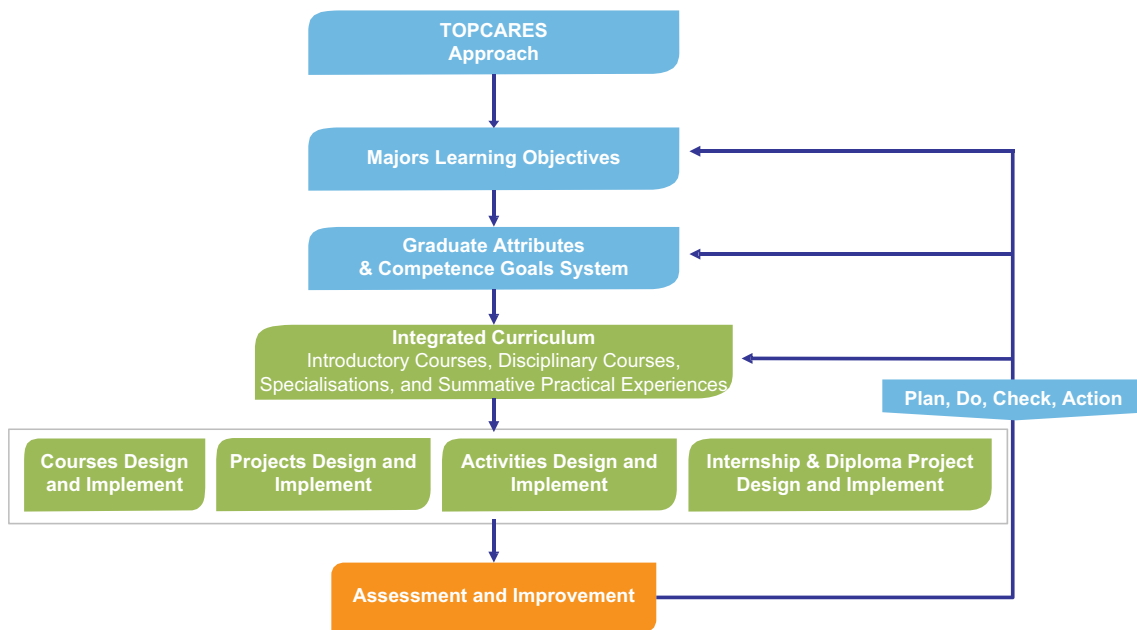 TOPCARES
Approach
Majors Learning Objectives
Graduate Attributes
& Competence Goals System
Integrated Curriculum
Introductory Courses, Disciplinary Courses,
Specialisations, and Summative Practical Experiences
Plan, Do, Check, Action
Courses Design
and Implement
Projects Design and
Implement
Activities Design and
Implement
Internship & Diploma Project
Design and Implement
Assessment and Improvement